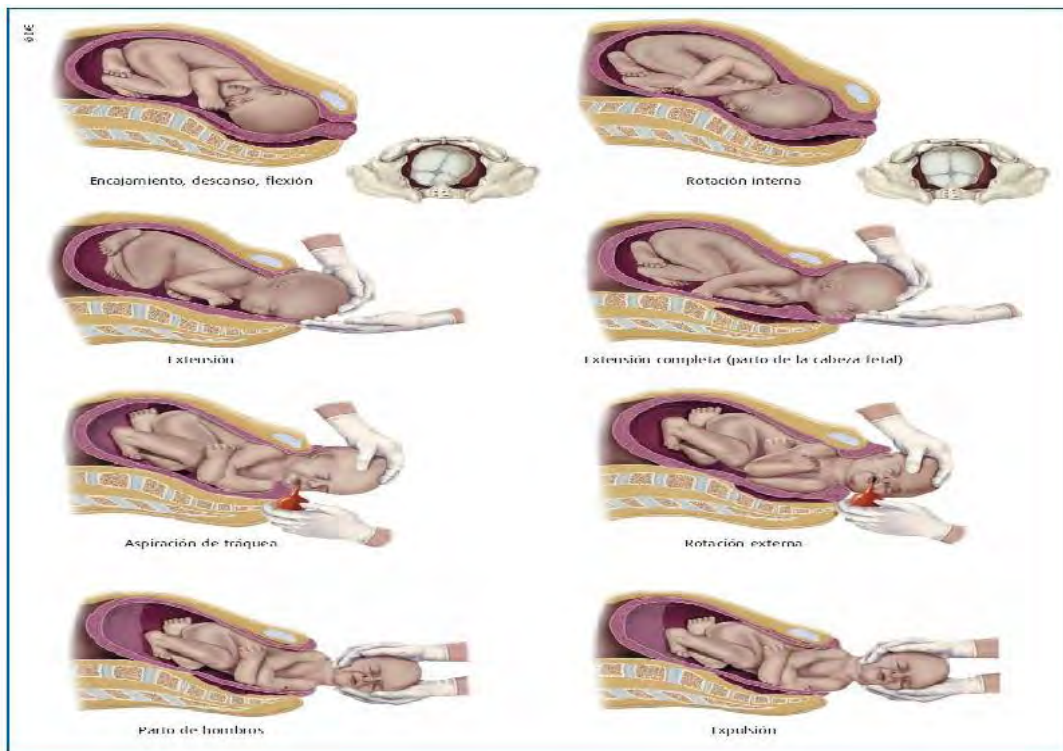 Encajamiento, descanso, flexión
Rotación interna
Extensión
Extensión completa (parto de la cabeza fetal)
Aspiración de tráquea
Rotación externa
Parto de hombros
Expulsión